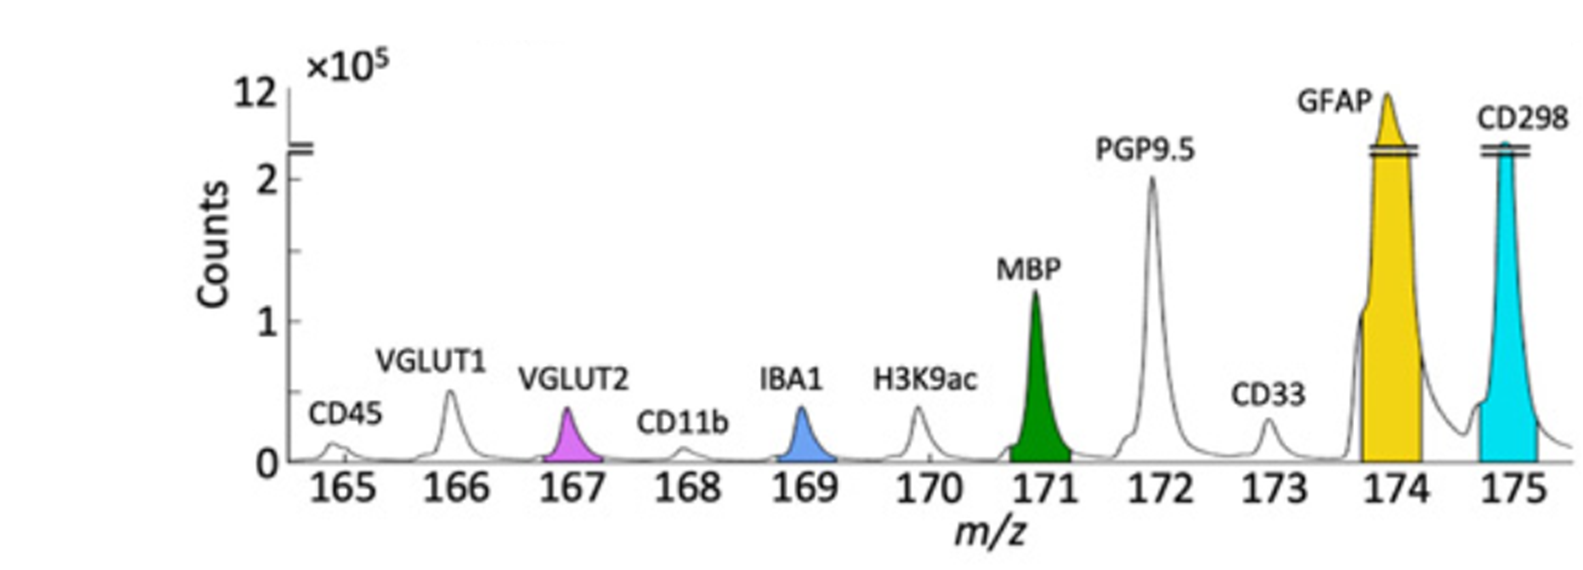 ×10⁵
12
GFAP
CD298
PGP9.5
2
Counts
MBP
1
VGLUT1
VGLUT2
IBA1
H3K9ac
CD33
CD45
CD11b
0
165 166 167 168 169 170 171 172 173 174 175
m/z